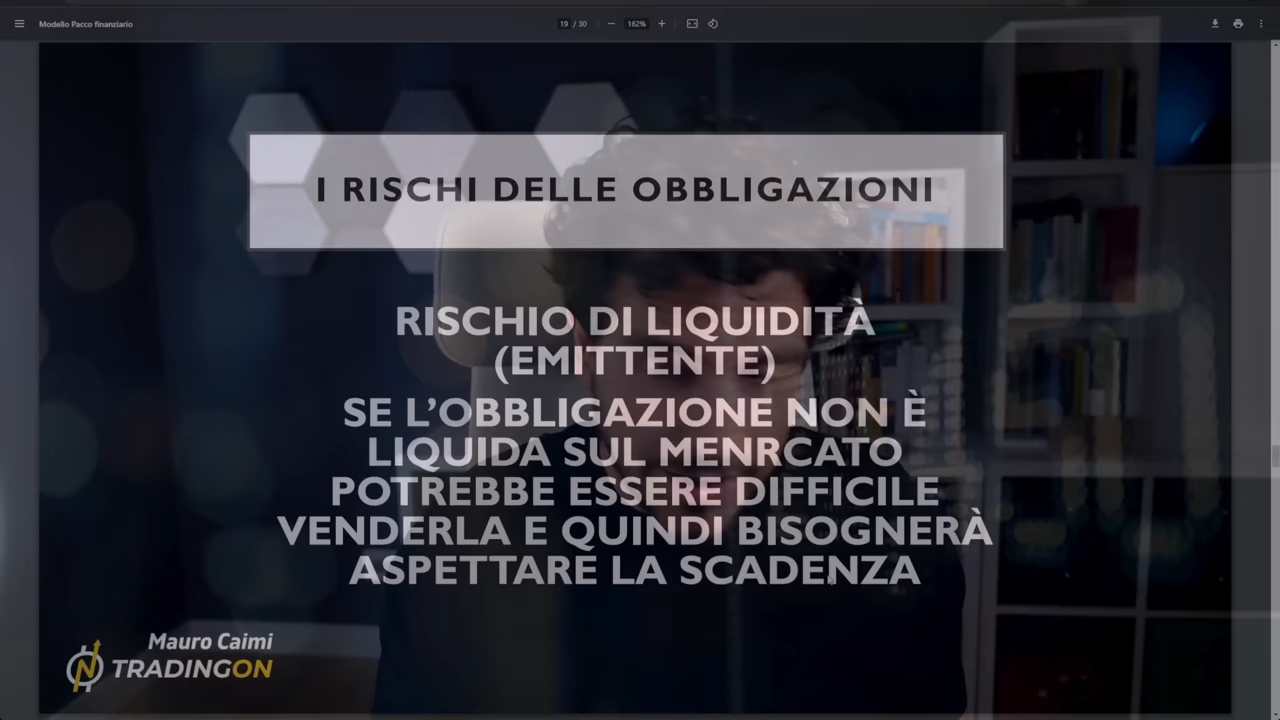 Modello Pacco finanziario
19 / 30
162%
I RISCHI DELLE OBBLIGAZIONI
RISCHIO DI LIQUIDITÀ
(EMITTENTE)
SE L'OBBLIGAZIONE NON È
LIQUIDA SUL MENRCATO
POTREBBE ESSERE DIFFICILE
VENDERLA E QUINDI BISOGNERÀ
ASPETTARE LA SCADENZA
Mauro Caimi
TRADINGON